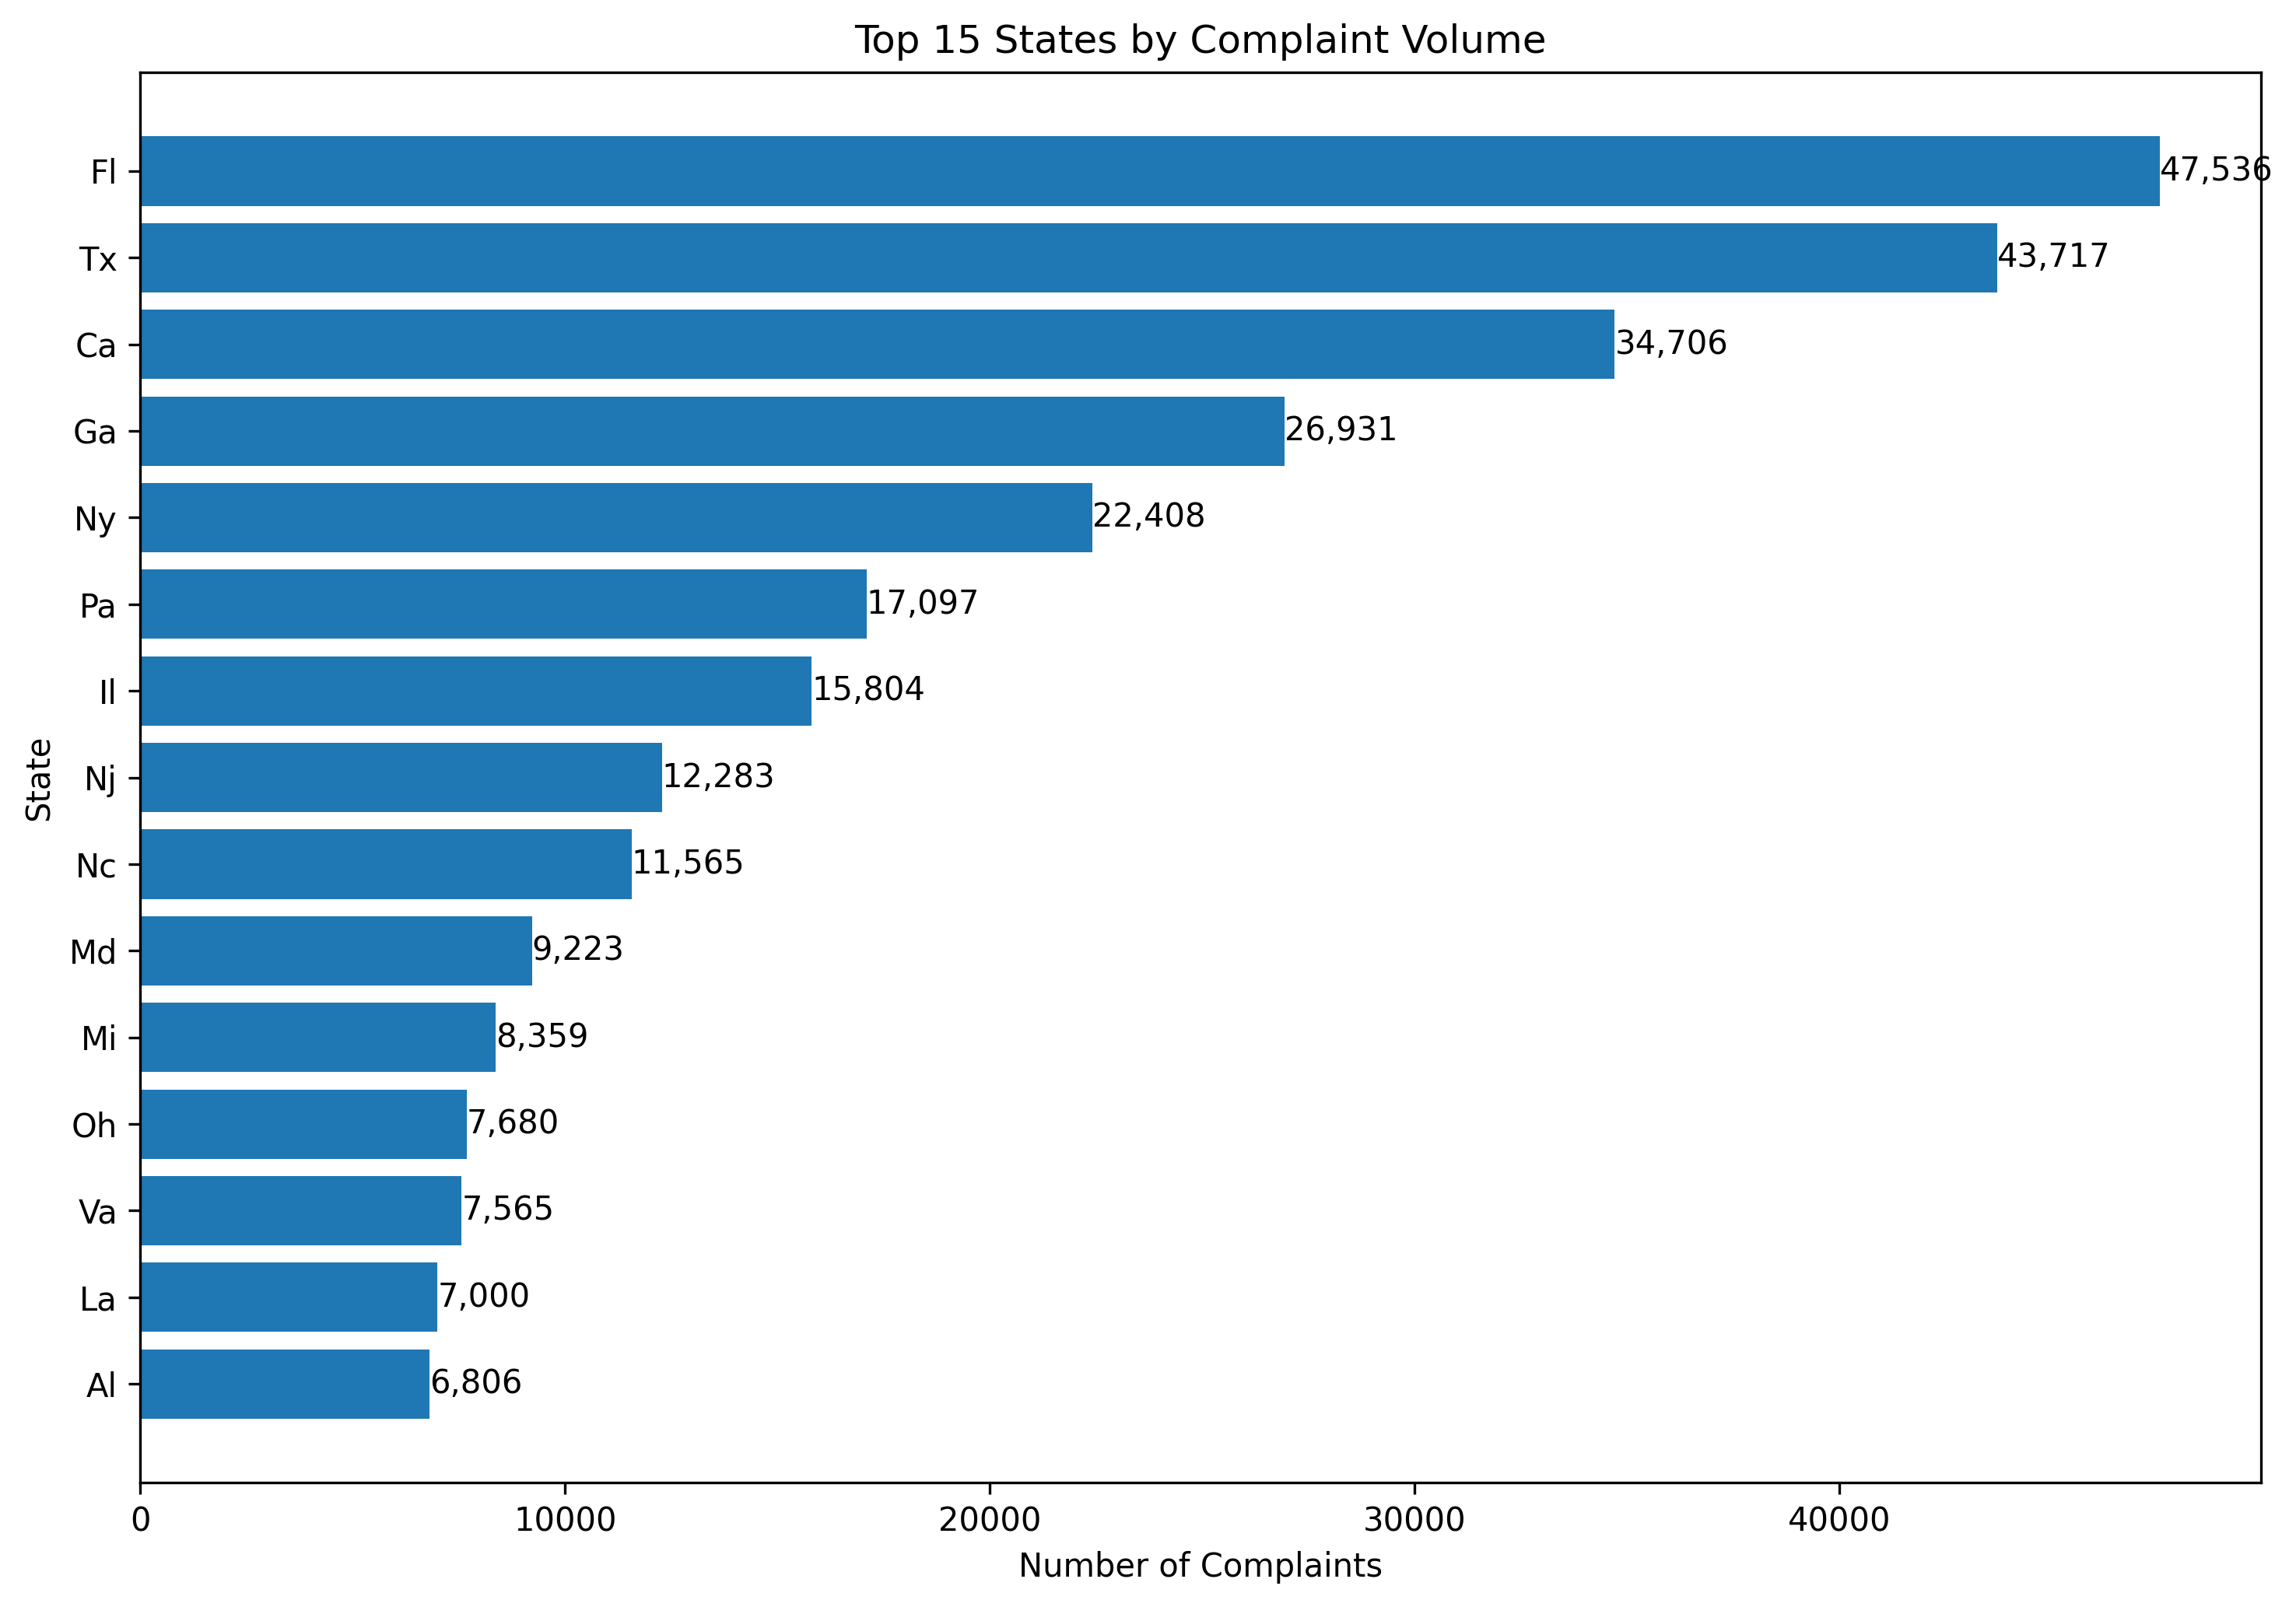 Top 15 States by Complaint Volume
Fl 47,536
Tx 43,717
Ca 34,706
Ga 26,931
Ny 22,408
Pa 17,097
Il 15,804
Nj 12,283
Nc 11,565
Md 9,223
Mi 8,359
Oh 7,680
Va 7,565
La 7,000
Al 6,806
State
0 10000 20000 30000 40000
Number of Complaints